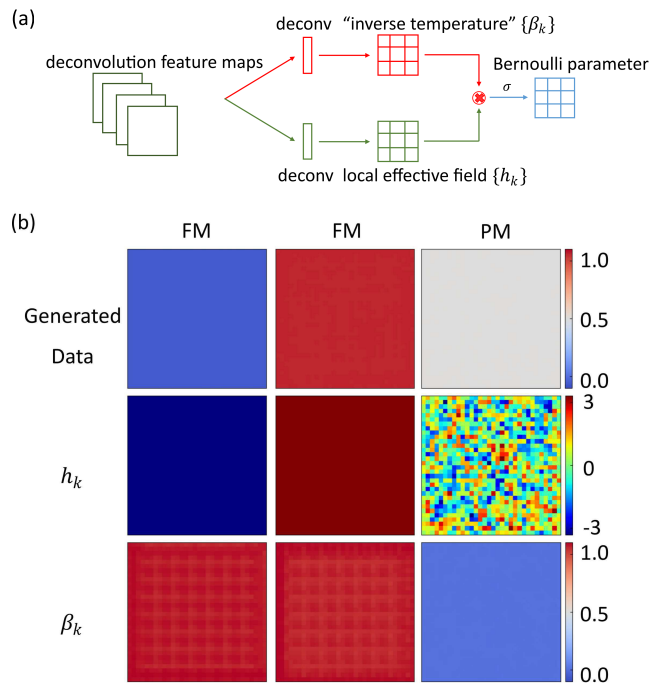 (a)
deconv “inverse temperature” {βk}
deconvolution feature maps
Bernoulli parameter
σ
deconv local effective field {hk}
(b)
FM FM PM
Generated
Data
1.0
0.5
0.0
hk
3
0
-3
βk
1.0
0.5
0.0